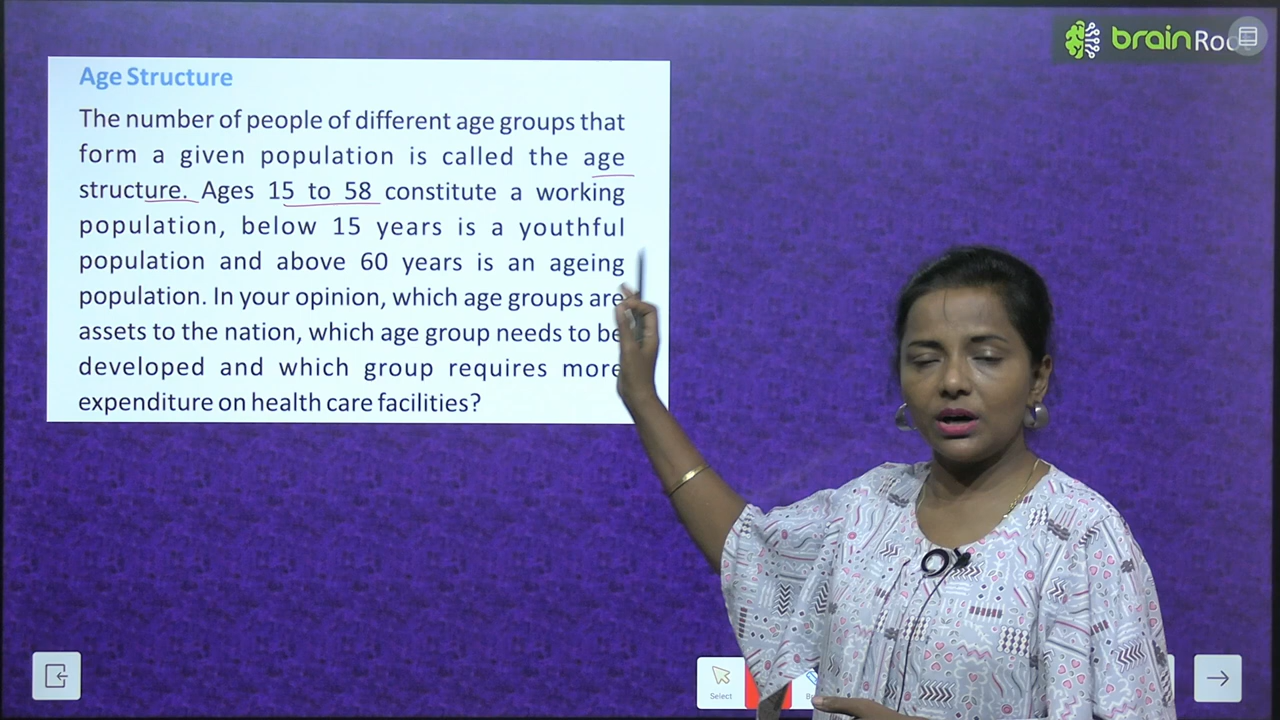 brainRoot
Age Structure
The number of people of different age groups that
form a given population is called the age
structure. Ages 15 to 58 constitute a working
population, below 15 years is a youthful
population and above 60 years is an ageing
population. In your opinion, which age groups are
assets to the nation, which age group needs to be
developed and which group requires more
expenditure on health care facilities?
Select